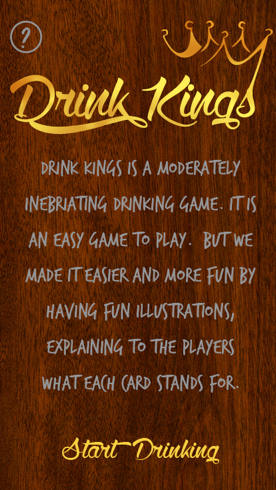 ?
Drink Kings
DRINK KINGS IS A MODERATELY
INEBRIATING DRINKING GAME. IT IS
AN EASY GAME TO PLAY. BUT WE
MADE IT EASIER AND MORE FUN BY
HAVING FUN ILLUSTRATIONS,
EXPLAINING TO THE PLAYERS
WHAT EACH CARD STANDS FOR.
Start Drinking